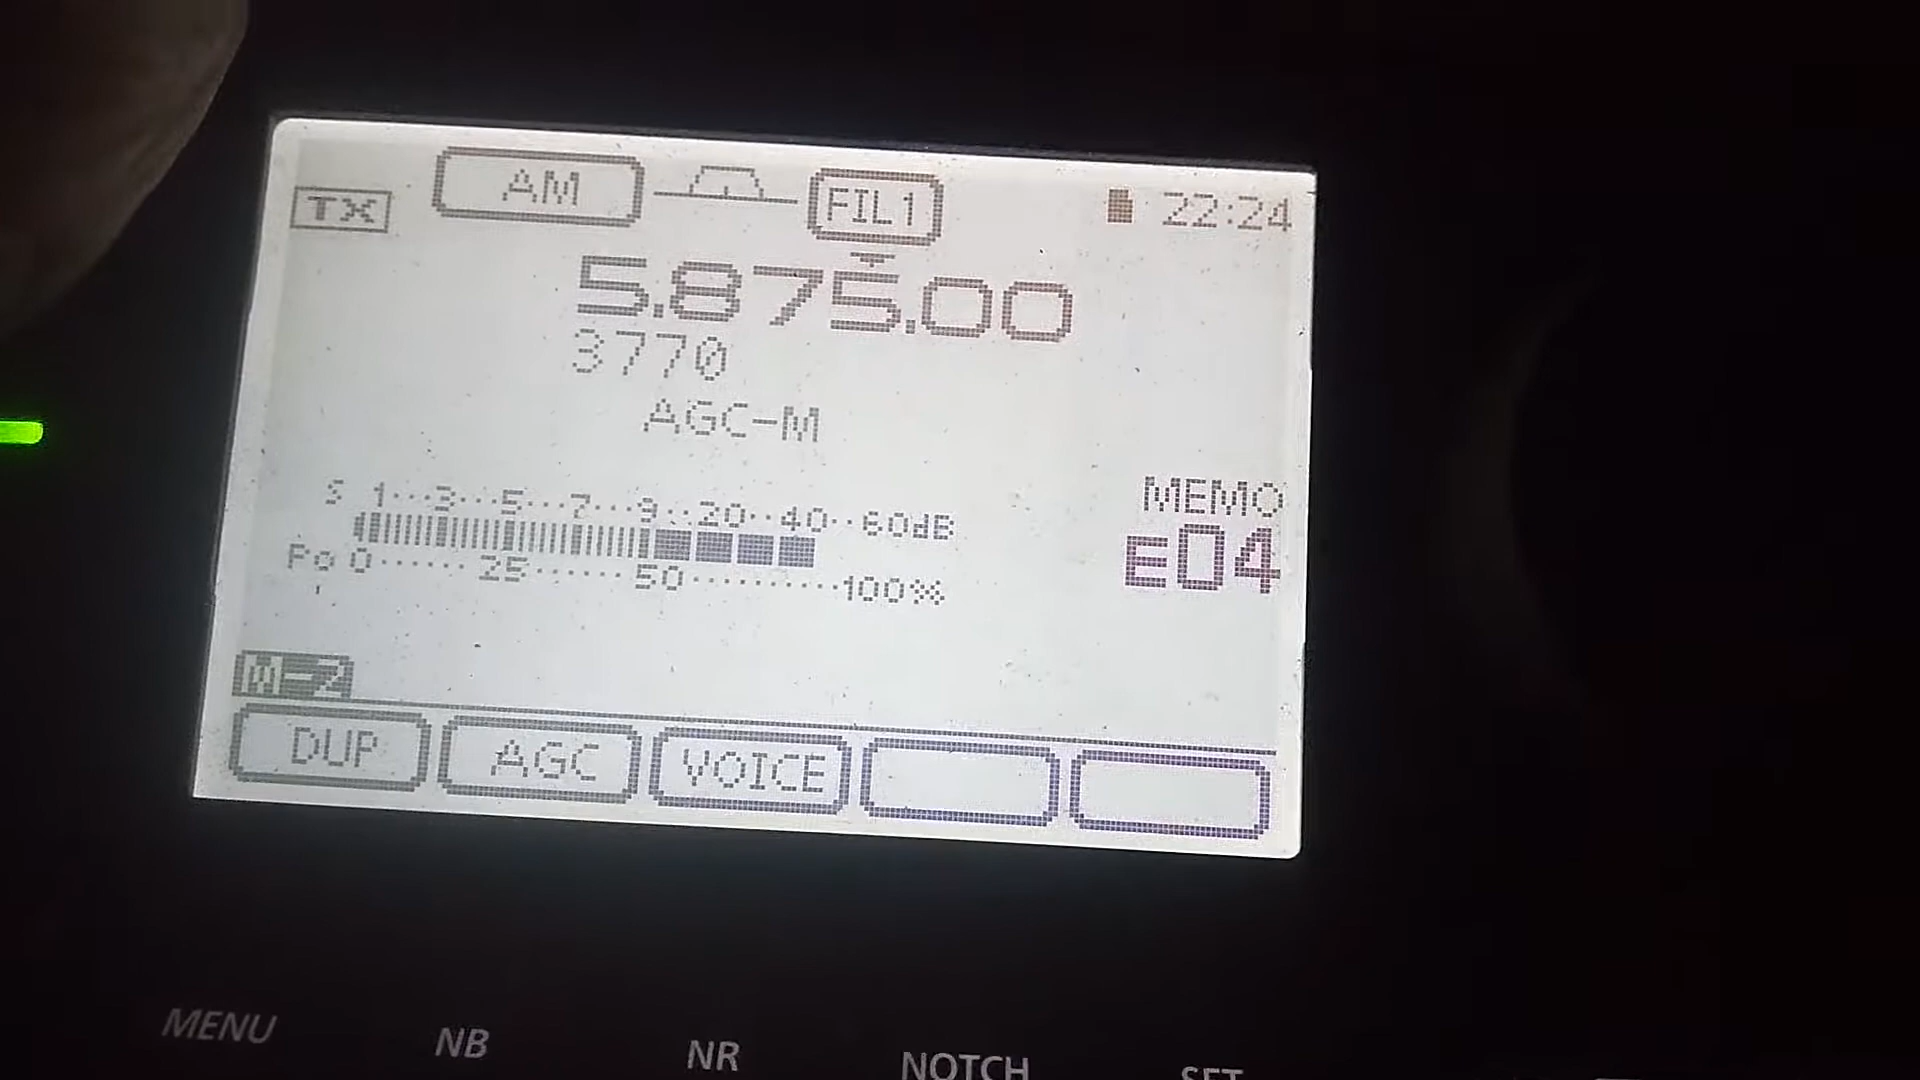 TX AM FIL1 22:24
5.875.00
3770
AGC-M
S 1···3···5···7···9··20··40··60dB
Po 0······25······50··········100%
MEMO
E04
M-2
DUP AGC VOICE
MENU NB NR NOTCH SET